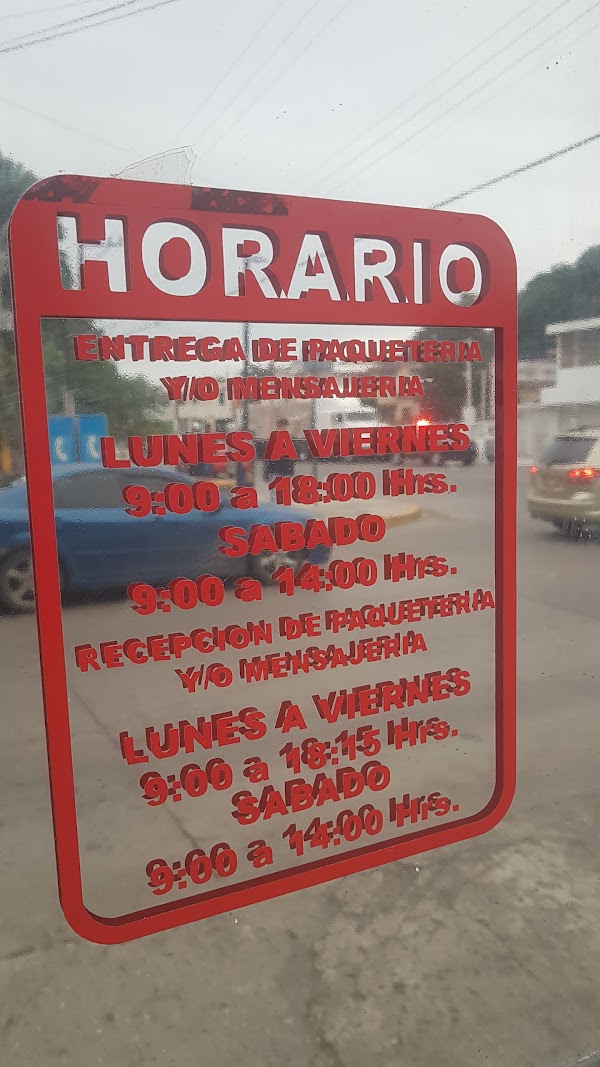 HORARIO
ENTREGA DE PAQUETERIA
Y/O MENSAJERIA
LUNES A VIERNES
9:00 a 18:00 Hrs.
SABADO
9:00 a 14:00 Hrs.
RECEPCION DE PAQUETERIA
Y/O MENSAJERIA
LUNES A VIERNES
9:00 a 18:15 Hrs.
SABADO
9:00 a 14:00 Hrs.